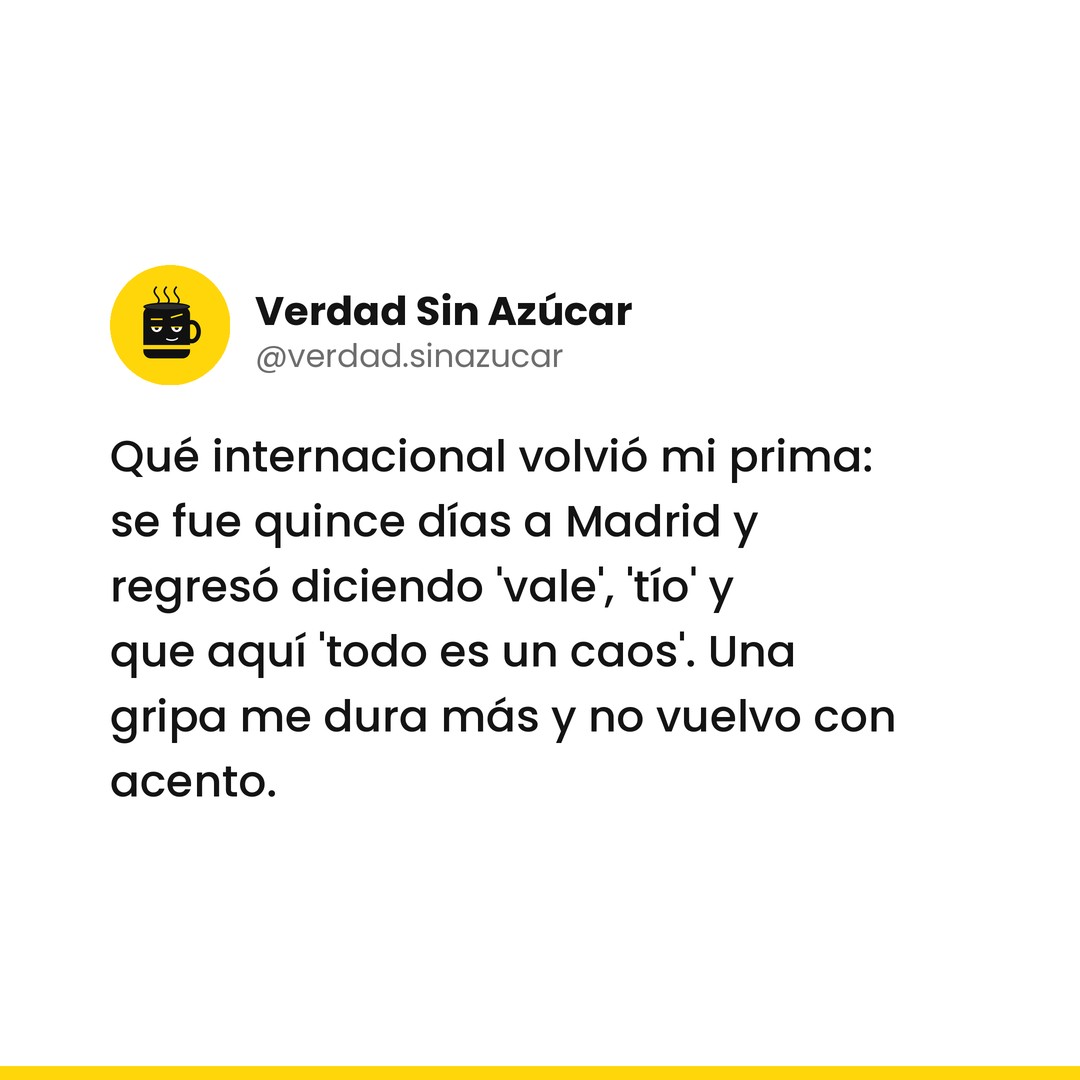 Verdad Sin Azúcar
@verdad.sinazucar
Qué internacional volvió mi prima:
se fue quince días a Madrid y
regresó diciendo 'vale', 'tío' y
que aquí 'todo es un caos'. Una
gripa me dura más y no vuelvo con
acento.